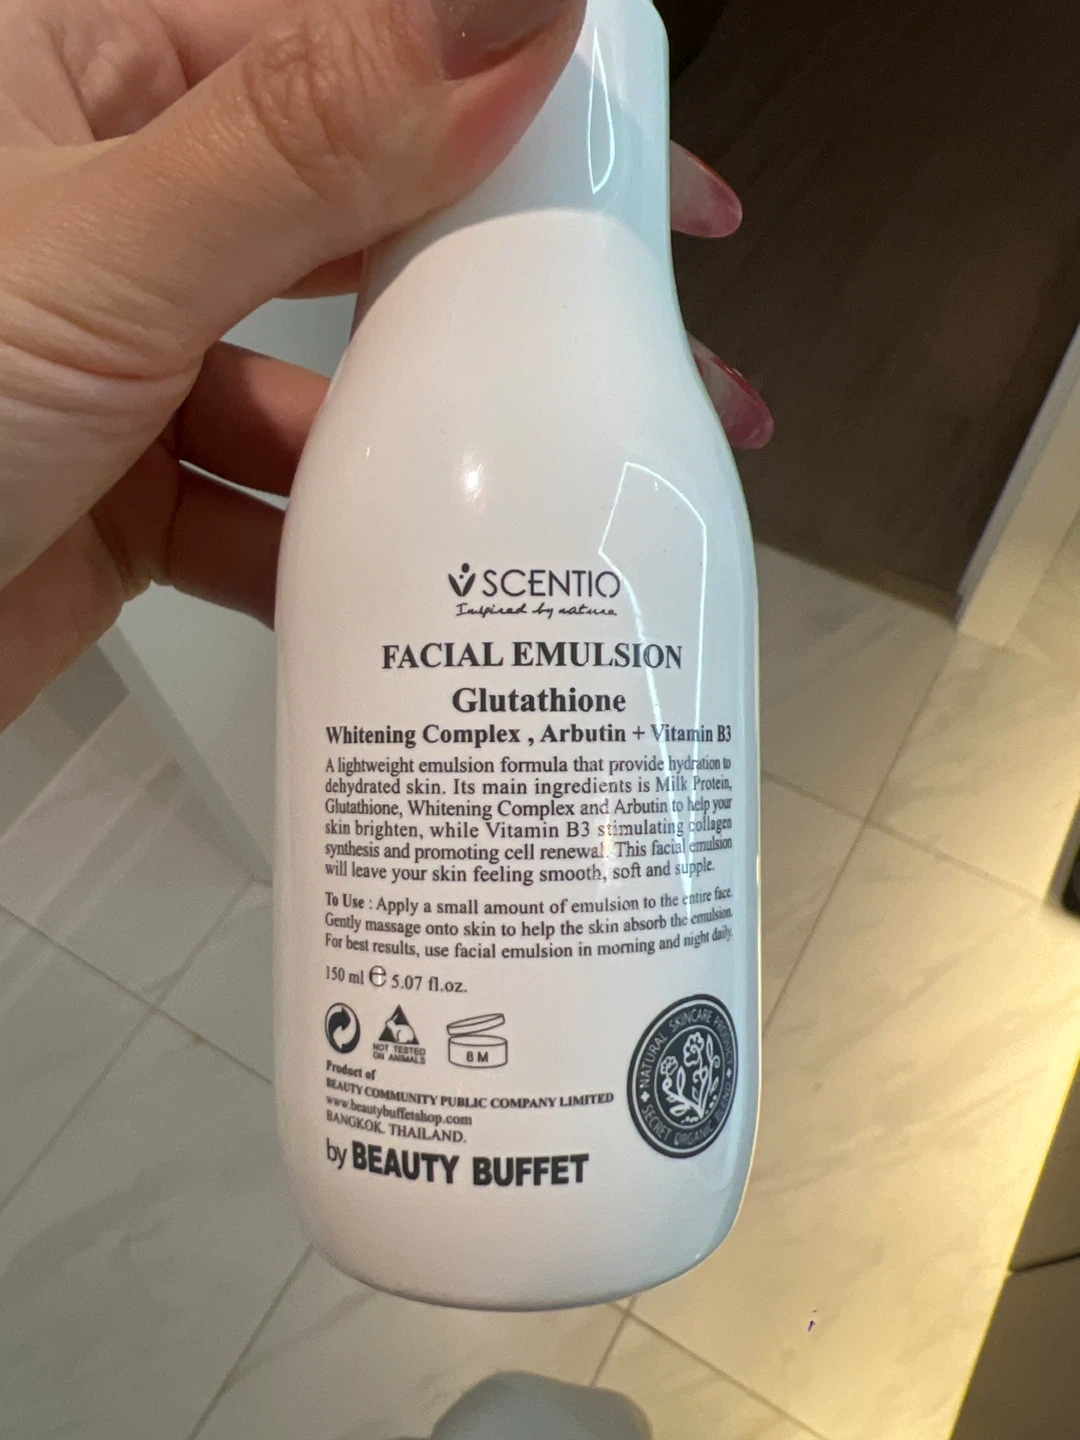 SCENTIO
Inspired by nature
FACIAL EMULSION
Glutathione
Whitening Complex , Arbutin + Vitamin B3
A lightweight emulsion formula that provide hydration to
dehydrated skin. Its main ingredients is Milk Protein,
Glutathione, Whitening Complex and Arbutin to help your
skin brighten, while Vitamin B3 stimulating collagen
synthesis and promoting cell renewal. This facial emulsion
will leave your skin feeling smooth, soft and supple.
To Use : Apply a small amount of emulsion to the entire face.
Gently massage onto skin to help the skin absorb the emulsion.
For best results, use facial emulsion in morning and night daily.
150 ml e 5.07 fl.oz.
NOT TESTED
ON ANIMALS
8 M
Product of
BEAUTY COMMUNITY PUBLIC COMPANY LIMITED
www.beautybuffetshop.com
BANGKOK. THAILAND.
by BEAUTY BUFFET
NATURAL SKINCARE PRODUCT
SECRET ORGANIC BLEND